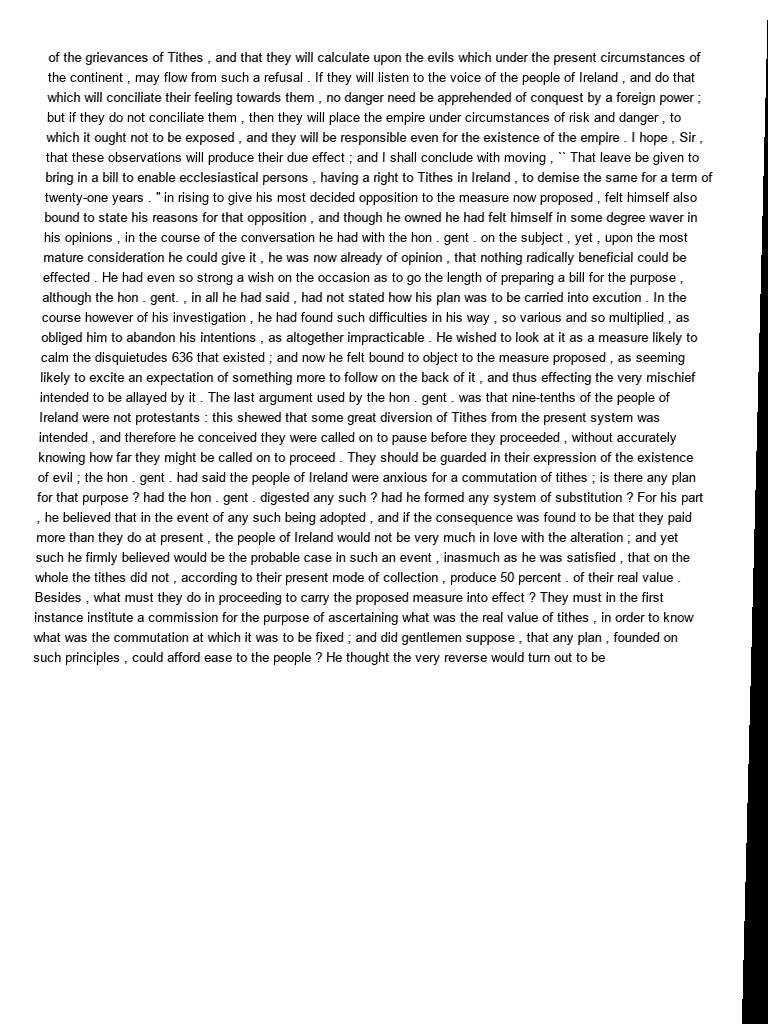 of the grievances of Tithes , and that they will calculate upon the evils which under the present circumstances of
the continent , may flow from such a refusal . If they will listen to the voice of the people of Ireland , and do that
which will conciliate their feeling towards them , no danger need be apprehended of conquest by a foreign power ;
but if they do not conciliate them , then they will place the empire under circumstances of risk and danger , to
which it ought not to be exposed , and they will be responsible even for the existence of the empire . I hope , Sir ,
that these observations will produce their due effect ; and I shall conclude with moving , `` That leave be given to
bring in a bill to enable ecclesiastical persons , having a right to Tithes in Ireland , to demise the same for a term of
twenty-one years . " in rising to give his most decided opposition to the measure now proposed , felt himself also
bound to state his reasons for that opposition , and though he owned he had felt himself in some degree waver in
his opinions , in the course of the conversation he had with the hon . gent . on the subject , yet , upon the most
mature consideration he could give it , he was now already of opinion , that nothing radically beneficial could be
effected . He had even so strong a wish on the occasion as to go the length of preparing a bill for the purpose ,
although the hon . gent. , in all he had said , had not stated how his plan was to be carried into excution . In the
course however of his investigation , he had found such difficulties in his way , so various and so multiplied , as
obliged him to abandon his intentions , as altogether impracticable . He wished to look at it as a measure likely to
calm the disquietudes 636 that existed ; and now he felt bound to object to the measure proposed , as seeming
likely to excite an expectation of something more to follow on the back of it , and thus effecting the very mischief
intended to be allayed by it . The last argument used by the hon . gent . was that nine-tenths of the people of
Ireland were not protestants : this shewed that some great diversion of Tithes from the present system was
intended , and therefore he conceived they were called on to pause before they proceeded , without accurately
knowing how far they might be called on to proceed . They should be guarded in their expression of the existence
of evil ; the hon . gent . had said the people of Ireland were anxious for a commutation of tithes ; is there any plan
for that purpose ? had the hon . gent . digested any such ? had he formed any system of substitution ? For his part
, he believed that in the event of any such being adopted , and if the consequence was found to be that they paid
more than they do at present , the people of Ireland would not be very much in love with the alteration ; and yet
such he firmly believed would be the probable case in such an event , inasmuch as he was satisfied , that on the
whole the tithes did not , according to their present mode of collection , produce 50 percent . of their real value .
Besides , what must they do in proceeding to carry the proposed measure into effect ? They must in the first
instance institute a commission for the purpose of ascertaining what was the real value of tithes , in order to know
what was the commutation at which it was to be fixed ; and did gentlemen suppose , that any plan , founded on
such principles , could afford ease to the people ? He thought the very reverse would turn out to be